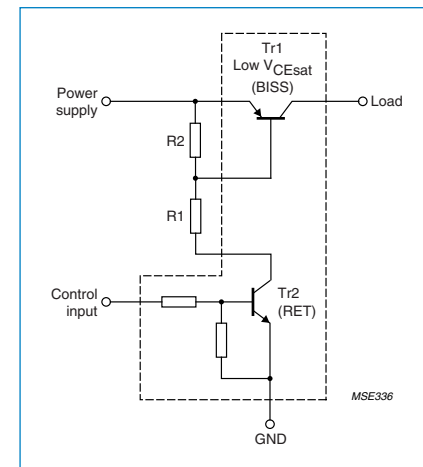 Tr1
Low VCEsat
(BISS)
Power
supply
Load
R2
R1
Control
input
Tr2
(RET)
MSE336
GND